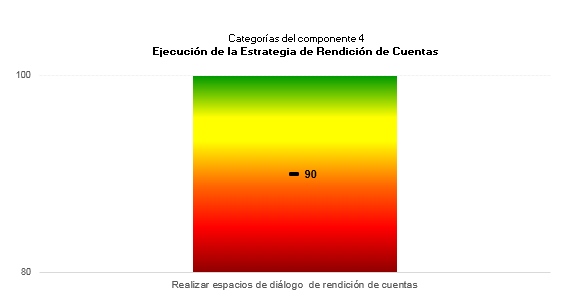 Categorías del componente 4
Ejecución de la Estrategia de Rendición de Cuentas
100
90
80
Realizar espacios de diálogo de rendición de cuentas